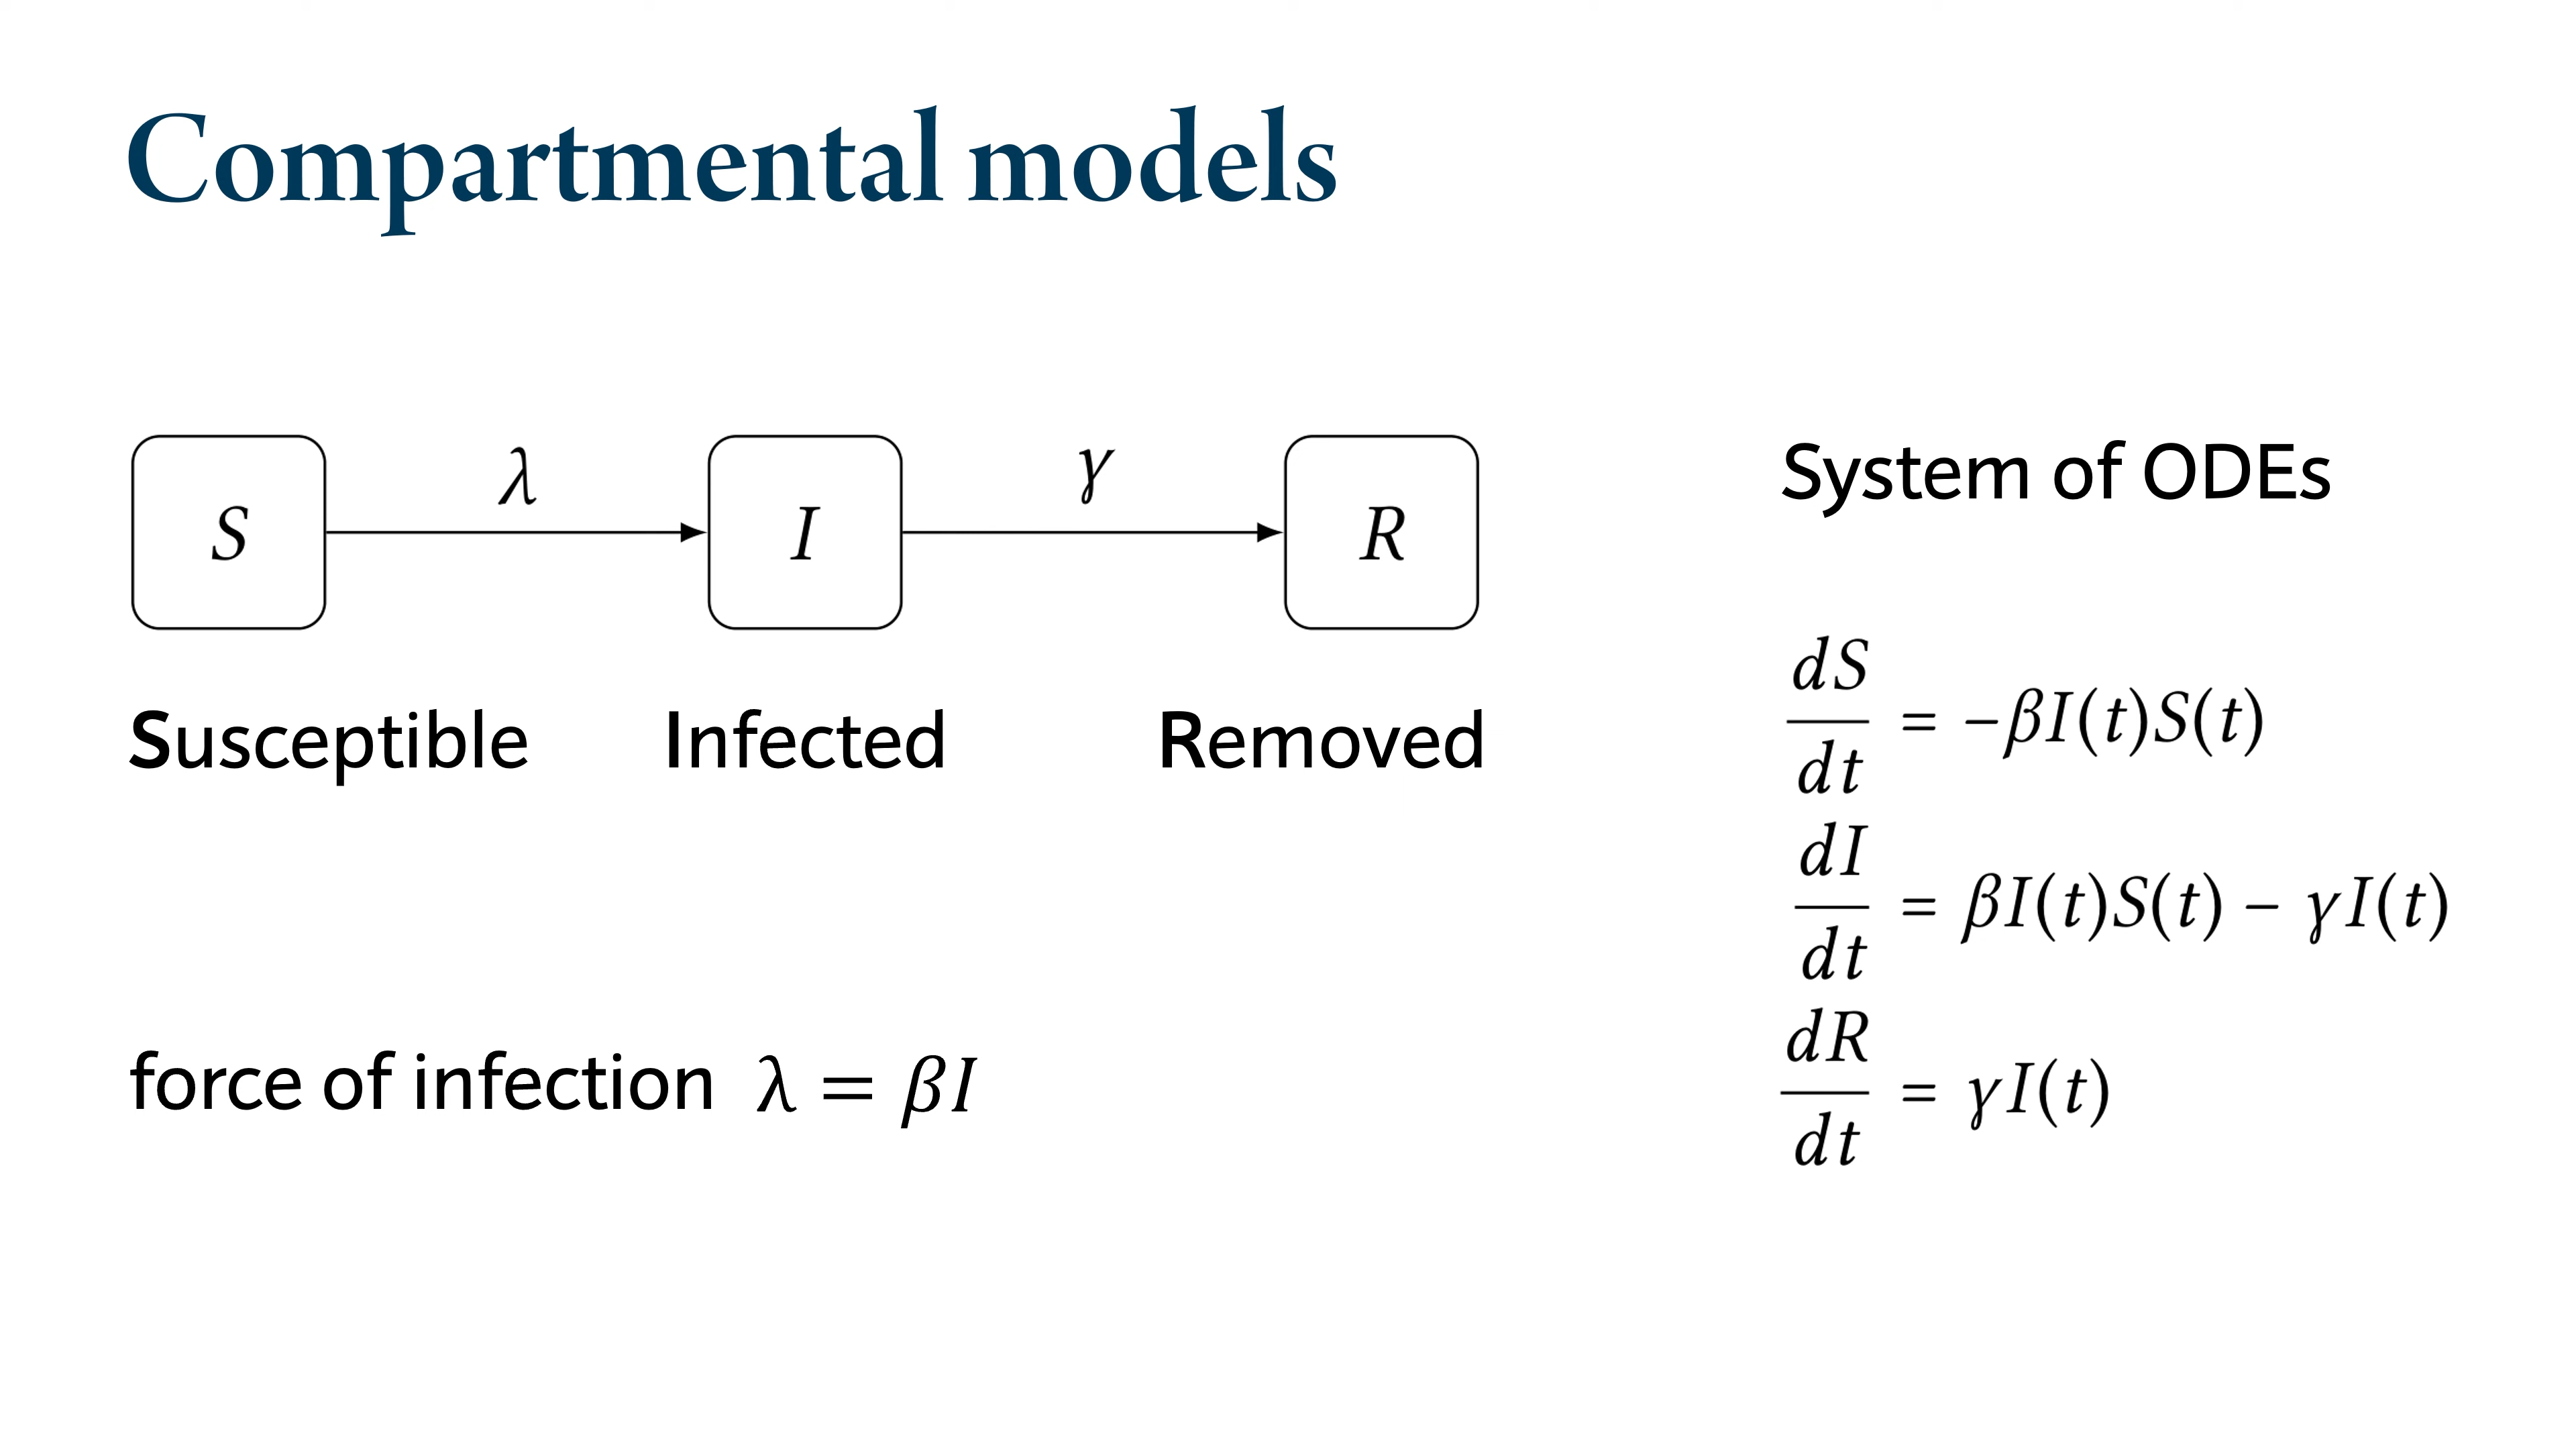 Compartmental models
S λ I γ R
Susceptible Infected Removed
force of infection λ = βI
System of ODEs
dS/dt = −βI(t)S(t)
dI/dt = βI(t)S(t) − γI(t)
dR/dt = γI(t)